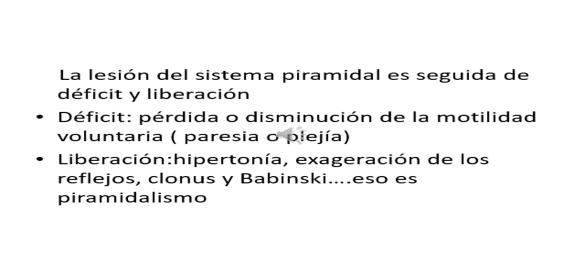 La lesión del sistema piramidal es seguida de
déficit y liberación
• Déficit: pérdida o disminución de la motilidad
voluntaria ( paresia o plejía)
• Liberación:hipertonía, exageración de los
reflejos, clonus y Babinski....eso es
piramidalismo